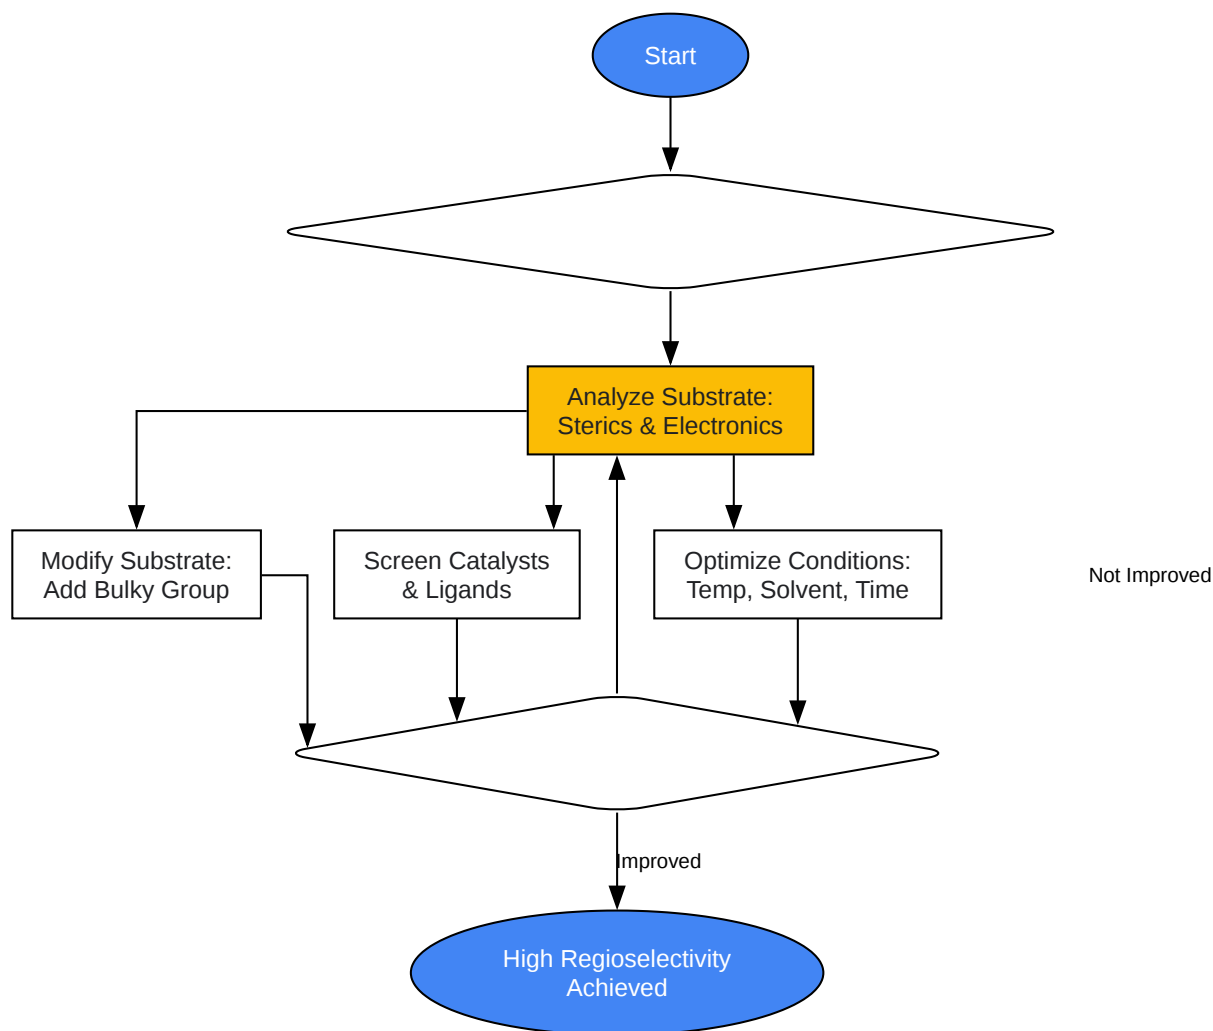 Start
Analyze Substrate:
Sterics & Electronics
Modify Substrate:
Add Bulky Group
Screen Catalysts
& Ligands
Optimize Conditions:
Temp, Solvent, Time
Not Improved
Improved
High Regioselectivity
Achieved